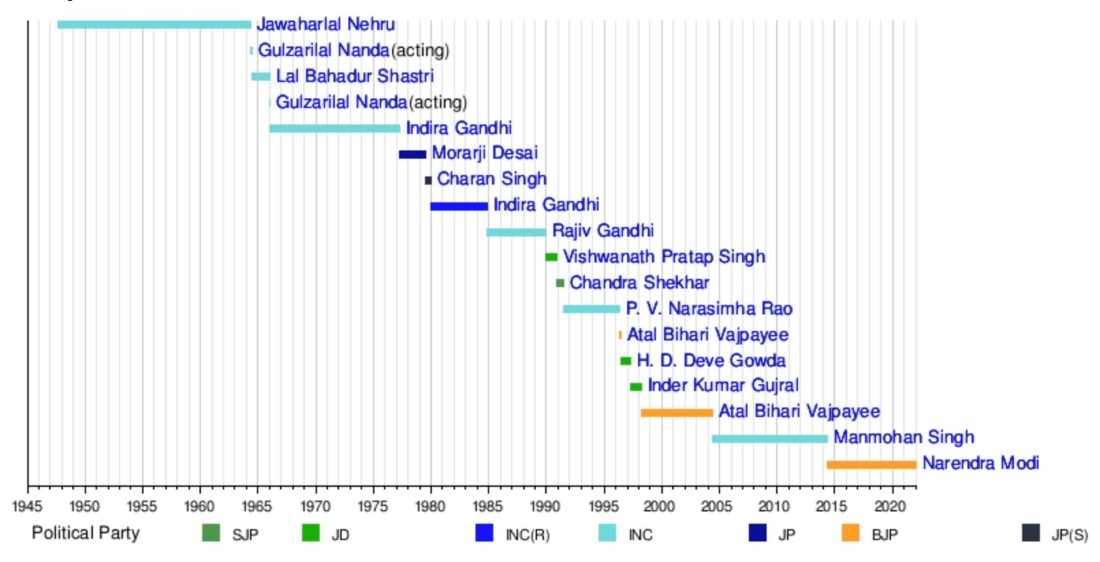 Jawaharlal Nehru
Gulzarilal Nanda(acting)
Lal Bahadur Shastri
Gulzarilal Nanda(acting)
Indira Gandhi
Morarji Desai
Charan Singh
Indira Gandhi
Rajiv Gandhi
Vishwanath Pratap Singh
Chandra Shekhar
P. V. Narasimha Rao
Atal Bihari Vajpayee
H. D. Deve Gowda
Inder Kumar Gujral
Atal Bihari Vajpayee
Manmohan Singh
Narendra Modi
1945 1950 1955 1960 1965 1970 1975 1980 1985 1990 1995 2000 2005 2010 2015 2020
Political Party SJP JD INC(R) INC JP BJP JP(S)